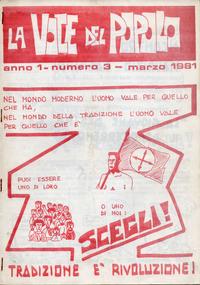 LA VOCE DEL POPOLO
anno 1 - numero 3 - marzo 1981
NEL MONDO MODERNO L'UOMO VALE PER QUELLO
CHE HA,
NEL MONDO DELLA TRADIZIONE L'UOMO VALE
PER QUELLO CHE È
PUOI ESSERE
UNO DI LORO
O UNO
DI NOI:
SCEGLI!
TRADIZIONE E' RIVOLUZIONE!